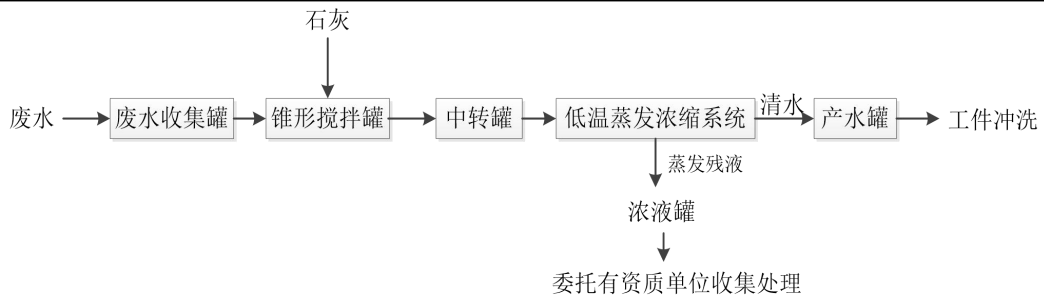 石灰
废水
废水收集罐
锥形搅拌罐
中转罐
低温蒸发浓缩系统
清水
产水罐
工件冲洗
蒸发残液
浓液罐
委托有资质单位收集处理